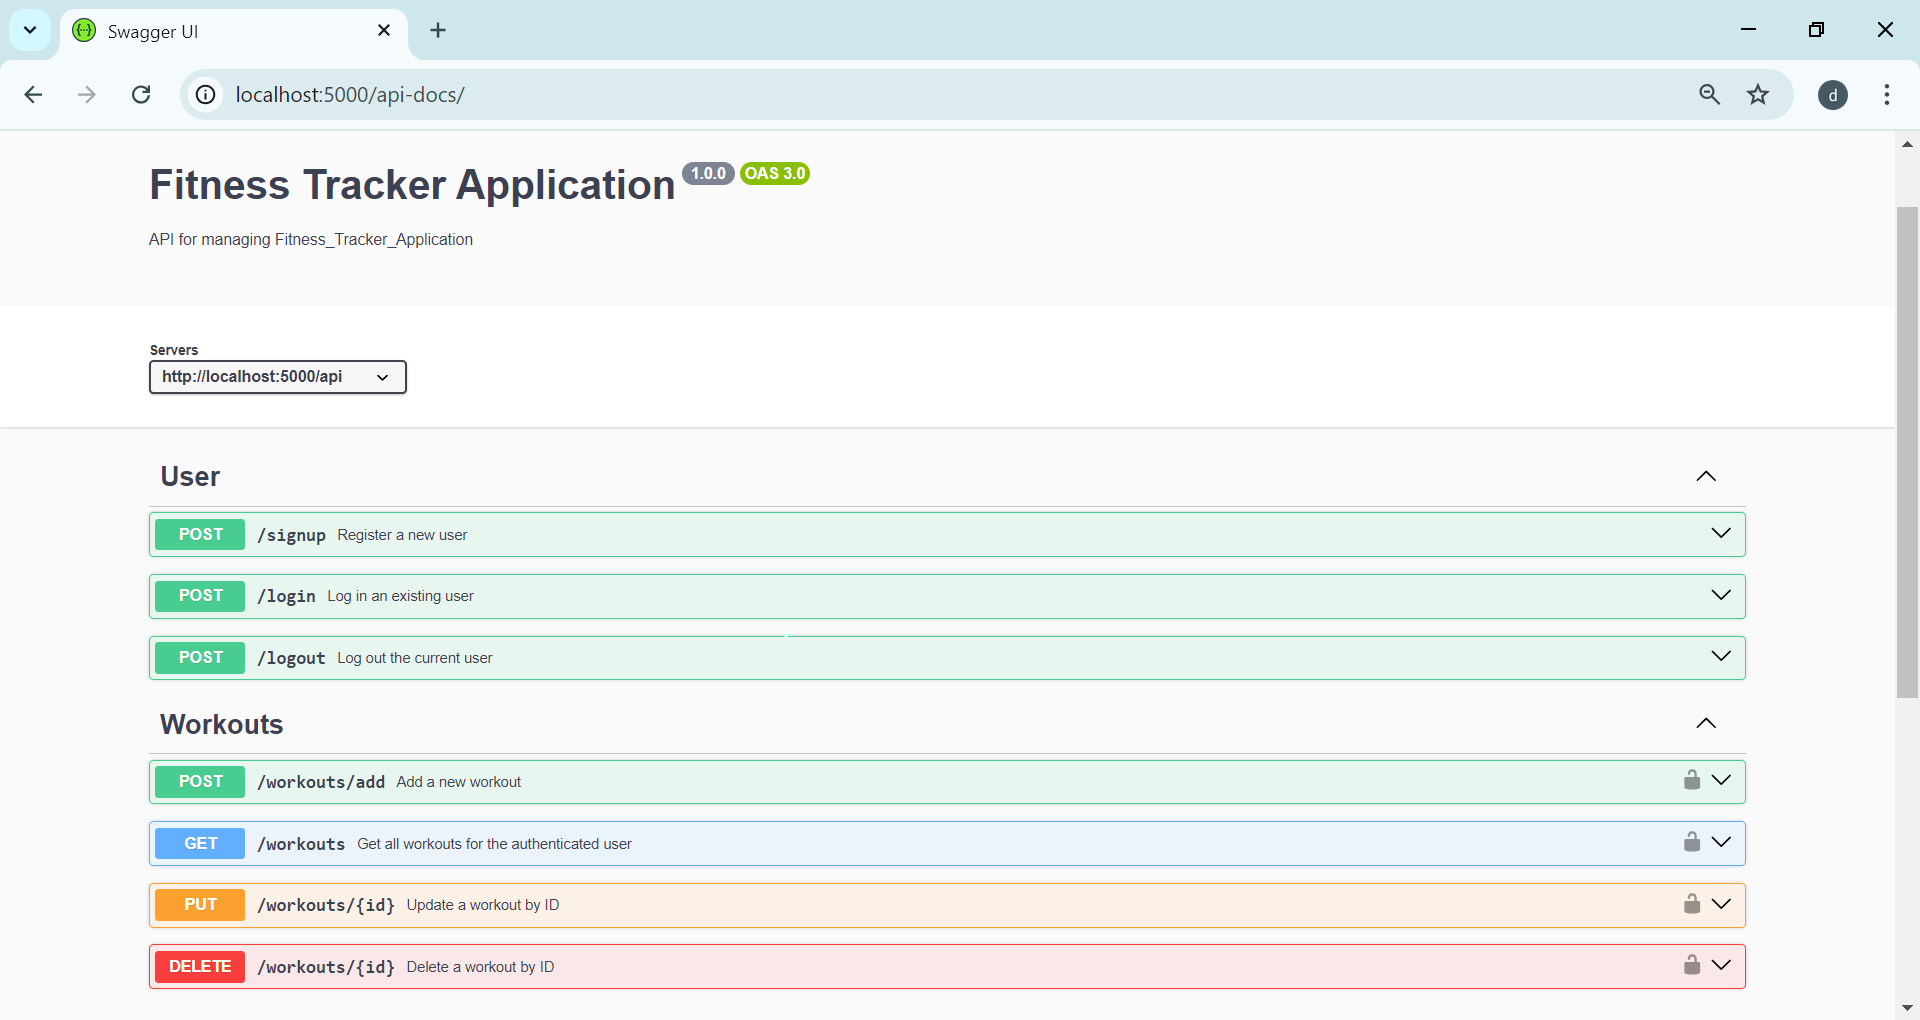 Swagger UI
localhost:5000/api-docs/
d
Fitness Tracker Application 1.0.0 OAS 3.0
API for managing Fitness_Tracker_Application
Servers
http://localhost:5000/api
User
POST /signup Register a new user
POST /login Log in an existing user
POST /logout Log out the current user
Workouts
POST /workouts/add Add a new workout
GET /workouts Get all workouts for the authenticated user
PUT /workouts/{id} Update a workout by ID
DELETE /workouts/{id} Delete a workout by ID